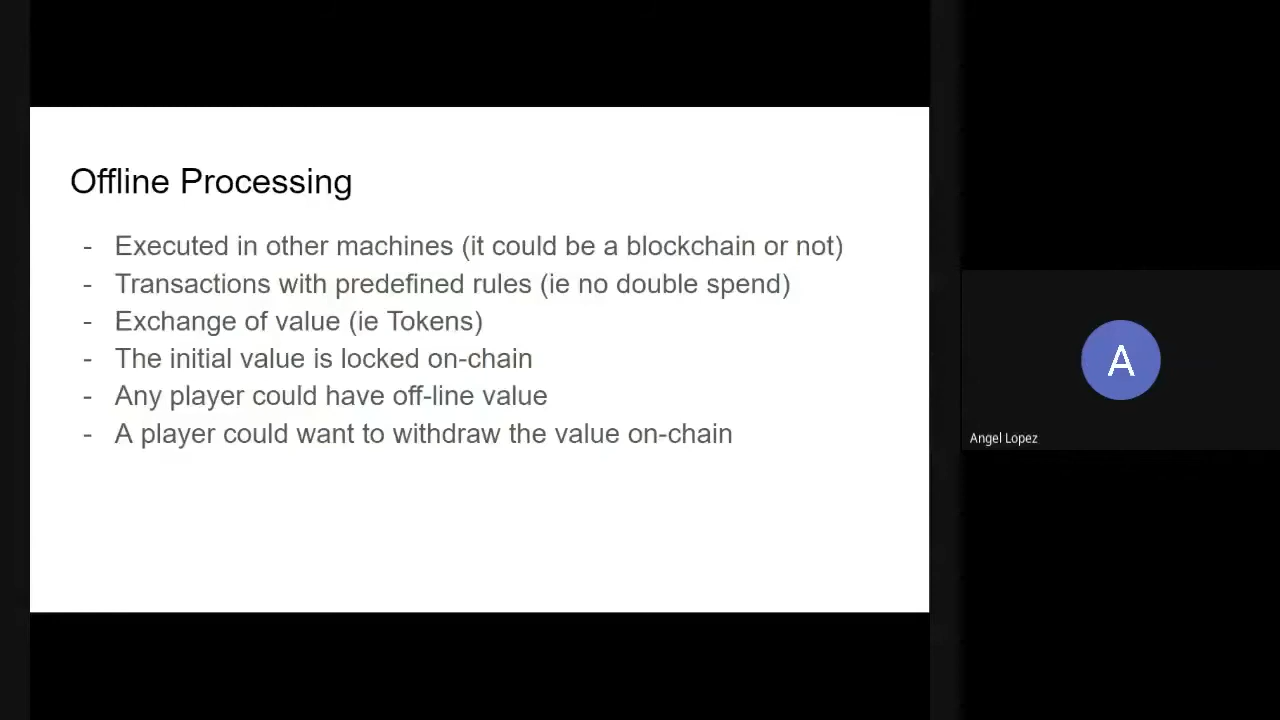 Offline Processing
- Executed in other machines (it could be a blockchain or not)
- Transactions with predefined rules (ie no double spend)
- Exchange of value (ie Tokens)
- The initial value is locked on-chain
- Any player could have off-line value
- A player could want to withdraw the value on-chain
A
Angel Lopez